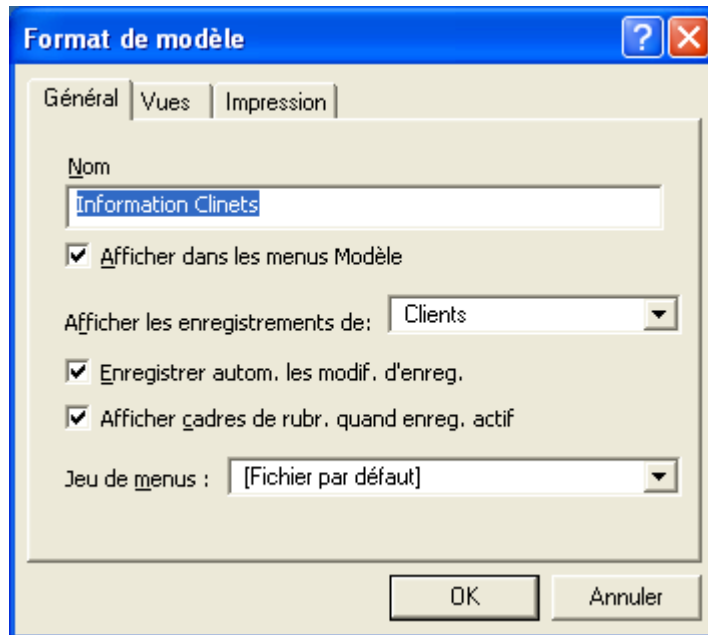 Format de modèle
Général Vues Impression
Nom
Information Clinets
Afficher dans les menus Modèle
Afficher les enregistrements de: Clients
Enregistrer autom. les modif. d'enreg.
Afficher cadres de rubr. quand enreg. actif
Jeu de menus : [Fichier par défaut]
OK Annuler